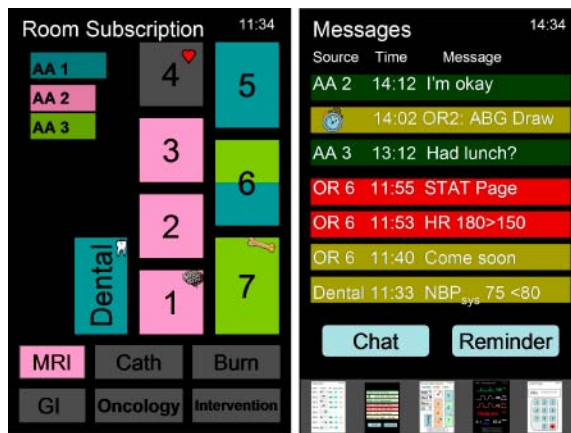 Room Subscription 11:34
AA 1
AA 2
AA 3
4
5
3
6
2
Dental
1
7
MRI Cath Burn
GI Oncology Intervention
Messages 14:34
Source Time Message
AA 2 14:12 I'm okay
14:02 OR2: ABG Draw
AA 3 13:12 Had lunch?
OR 6 11:55 STAT Page
OR 6 11:53 HR 180>150
OR 6 11:40 Come soon
Dental 11:33 NBPsys 75 <80
Chat Reminder